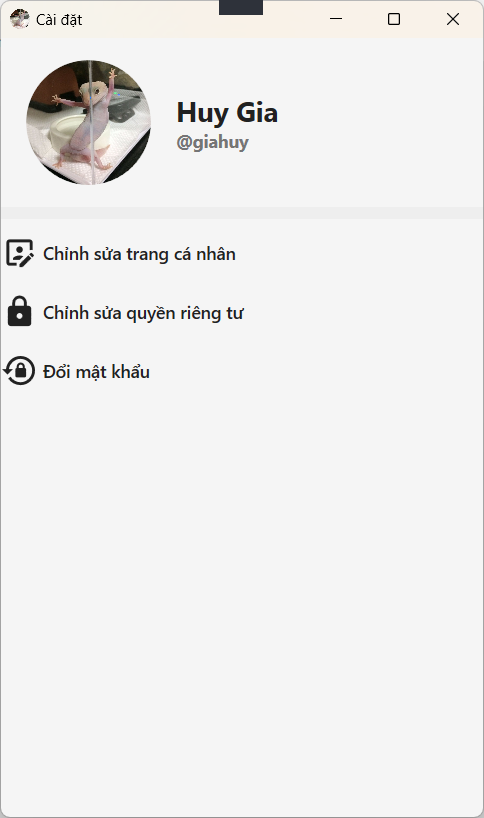 Cài đặt
Huy Gia
@giahuy
Chỉnh sửa trang cá nhân
Chỉnh sửa quyền riêng tư
Đổi mật khẩu